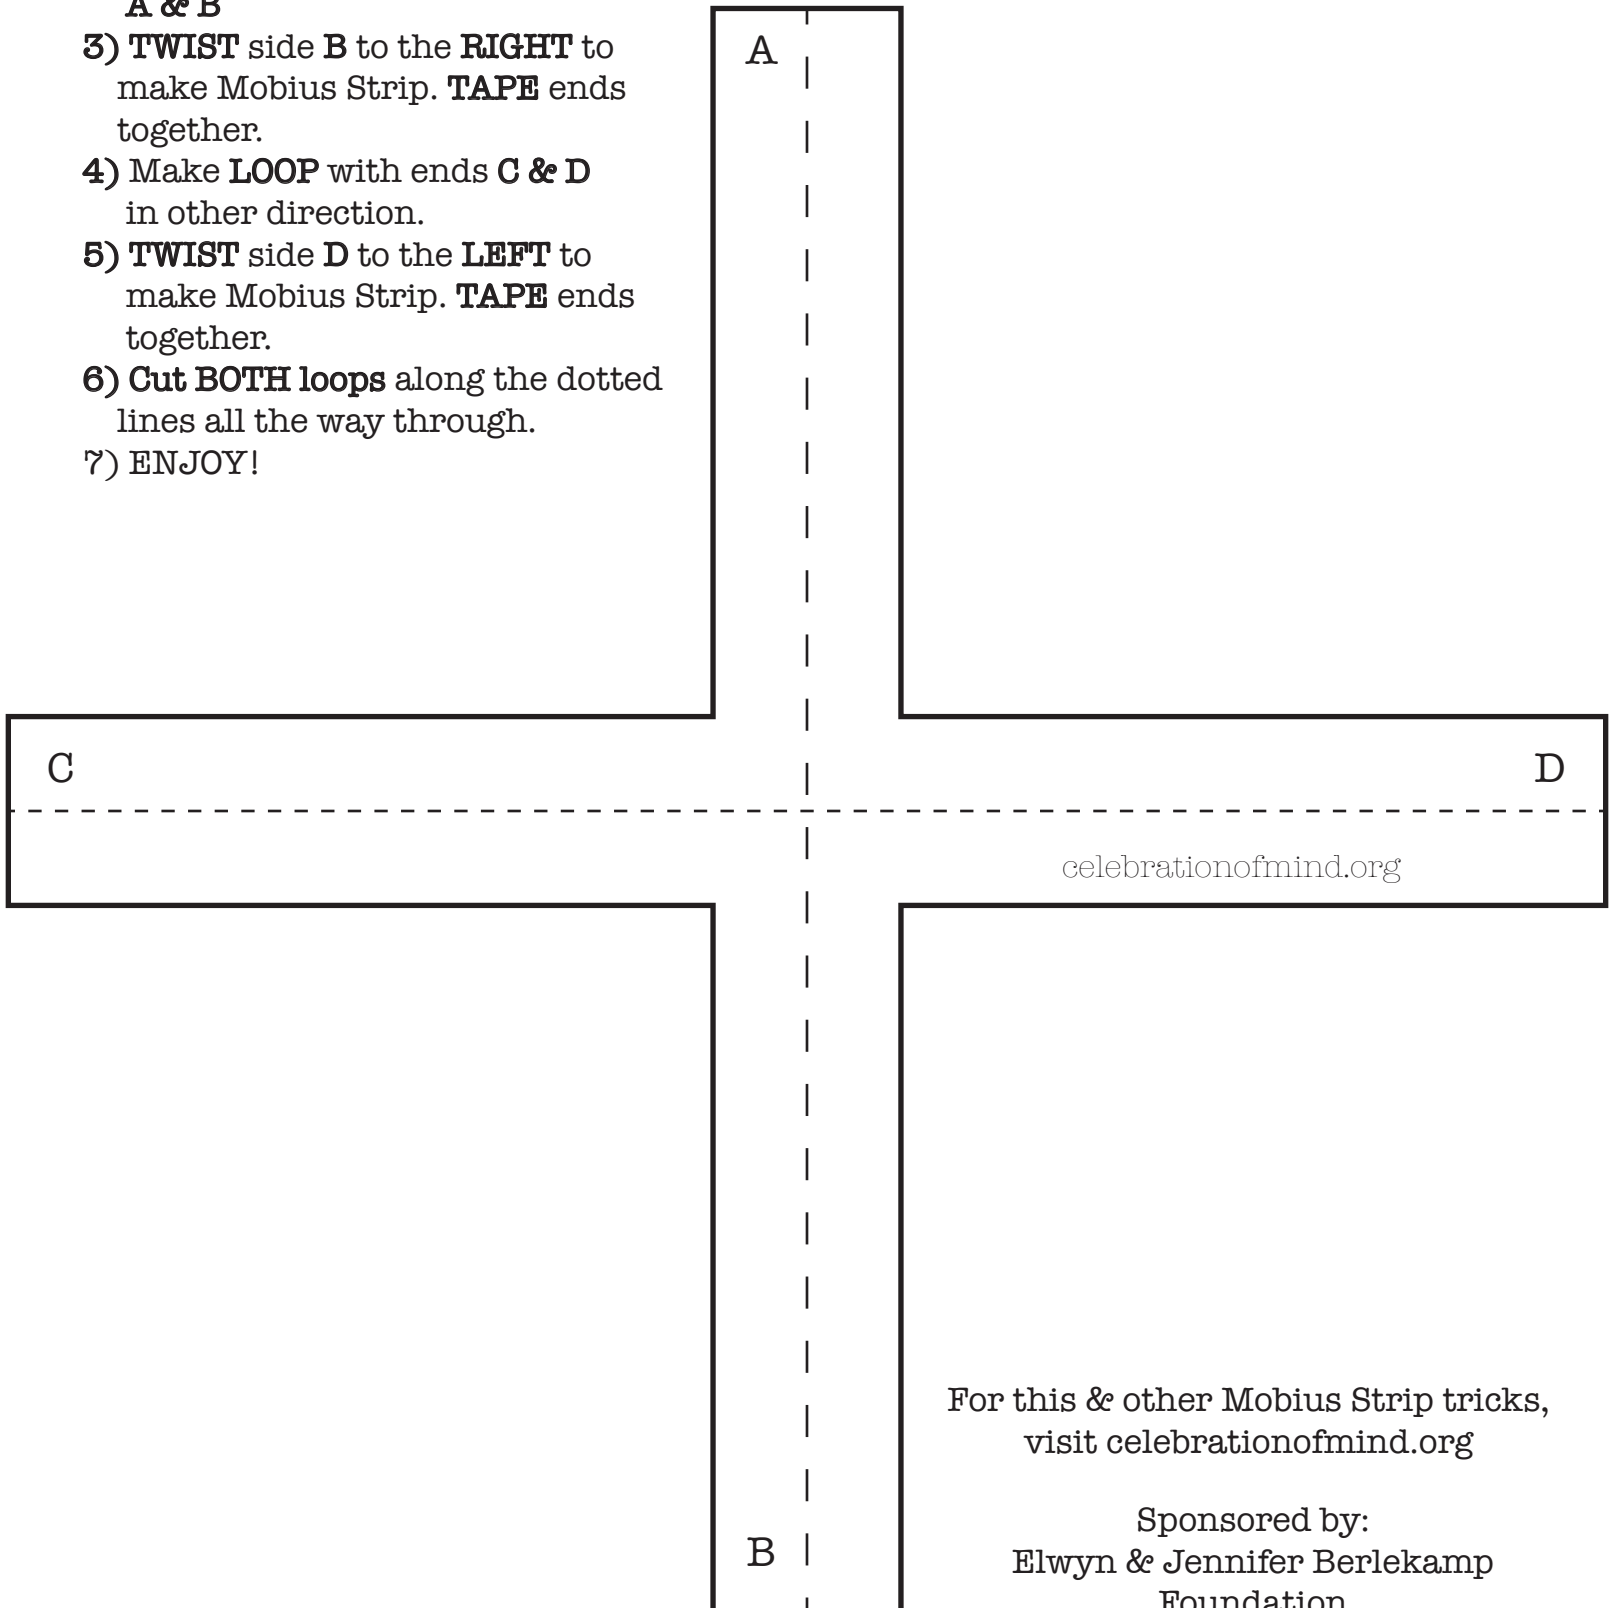 A & B
3) TWIST side B to the RIGHT to
make Mobius Strip. TAPE ends
together.
4) Make LOOP with ends C & D
in other direction.
5) TWIST side D to the LEFT to
make Mobius Strip. TAPE ends
together.
6) Cut BOTH loops along the dotted
lines all the way through.
7) ENJOY!
A
C
D
celebrationofmind.org
B
For this & other Mobius Strip tricks,
visit celebrationofmind.org
Sponsored by:
Elwyn & Jennifer Berlekamp
Foundation